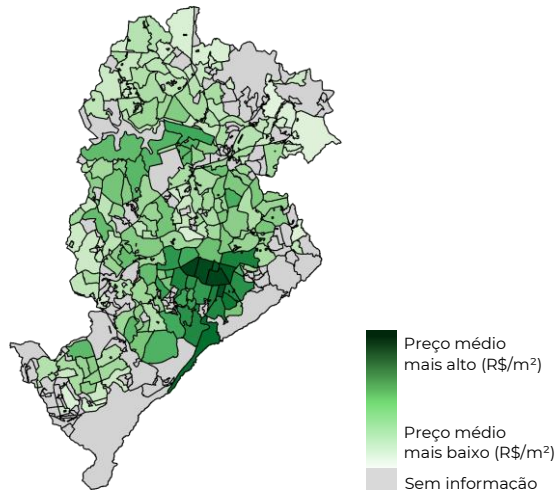 Preço médio
mais alto (R$/m²)
Preço médio
mais baixo (R$/m²)
Sem informação